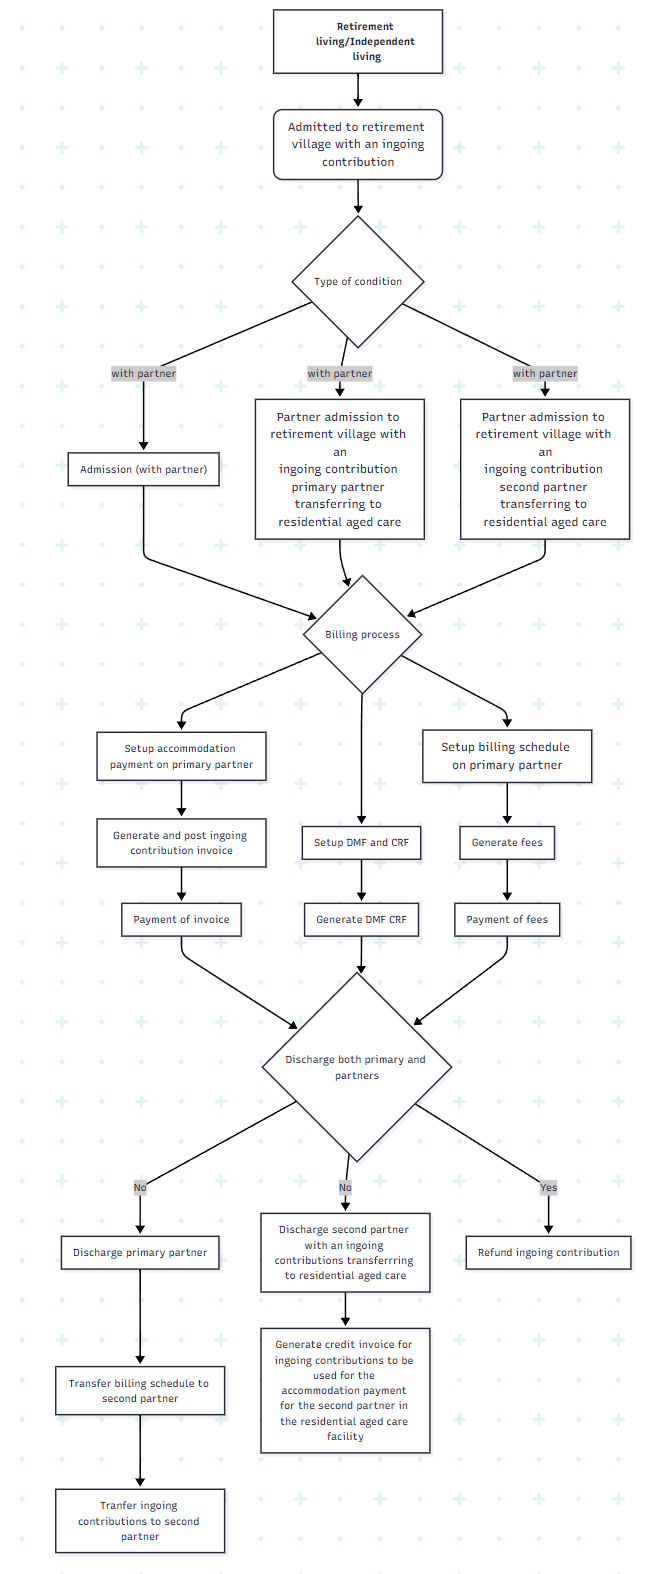 Retirement
living/Independent
living
Admitted to retirement
village with an ingoing
contribution
Type of condition
with partner
with partner
with partner
Admission (with partner)
Partner admission to
retirement village with
an
ingoing contribution
primary partner
transferring to
residential aged care
Partner admission to
retirement village with
an
ingoing contribution
second partner
transferring to
residential aged care
Billing process
Setup accommodation
payment on primary partner
Setup billing schedule
on primary partner
Generate and post ingoing
contribution invoice
Setup DMF and CRF
Generate fees
Payment of invoice
Generate DMF CRF
Payment of fees
Discharge both primary and
partners
No
No
Yes
Discharge primary partner
Discharge second partner
with an ingoing
contributions transferrring
to residential aged care
Refund ingoing contribution
Transfer billing schedule to
second partner
Generate credit invoice for
ingoing contributions to be
used for the
accommodation payment
for the second partner in
the residential aged care
facility
Tranfer ingoing
contributions to second
partner